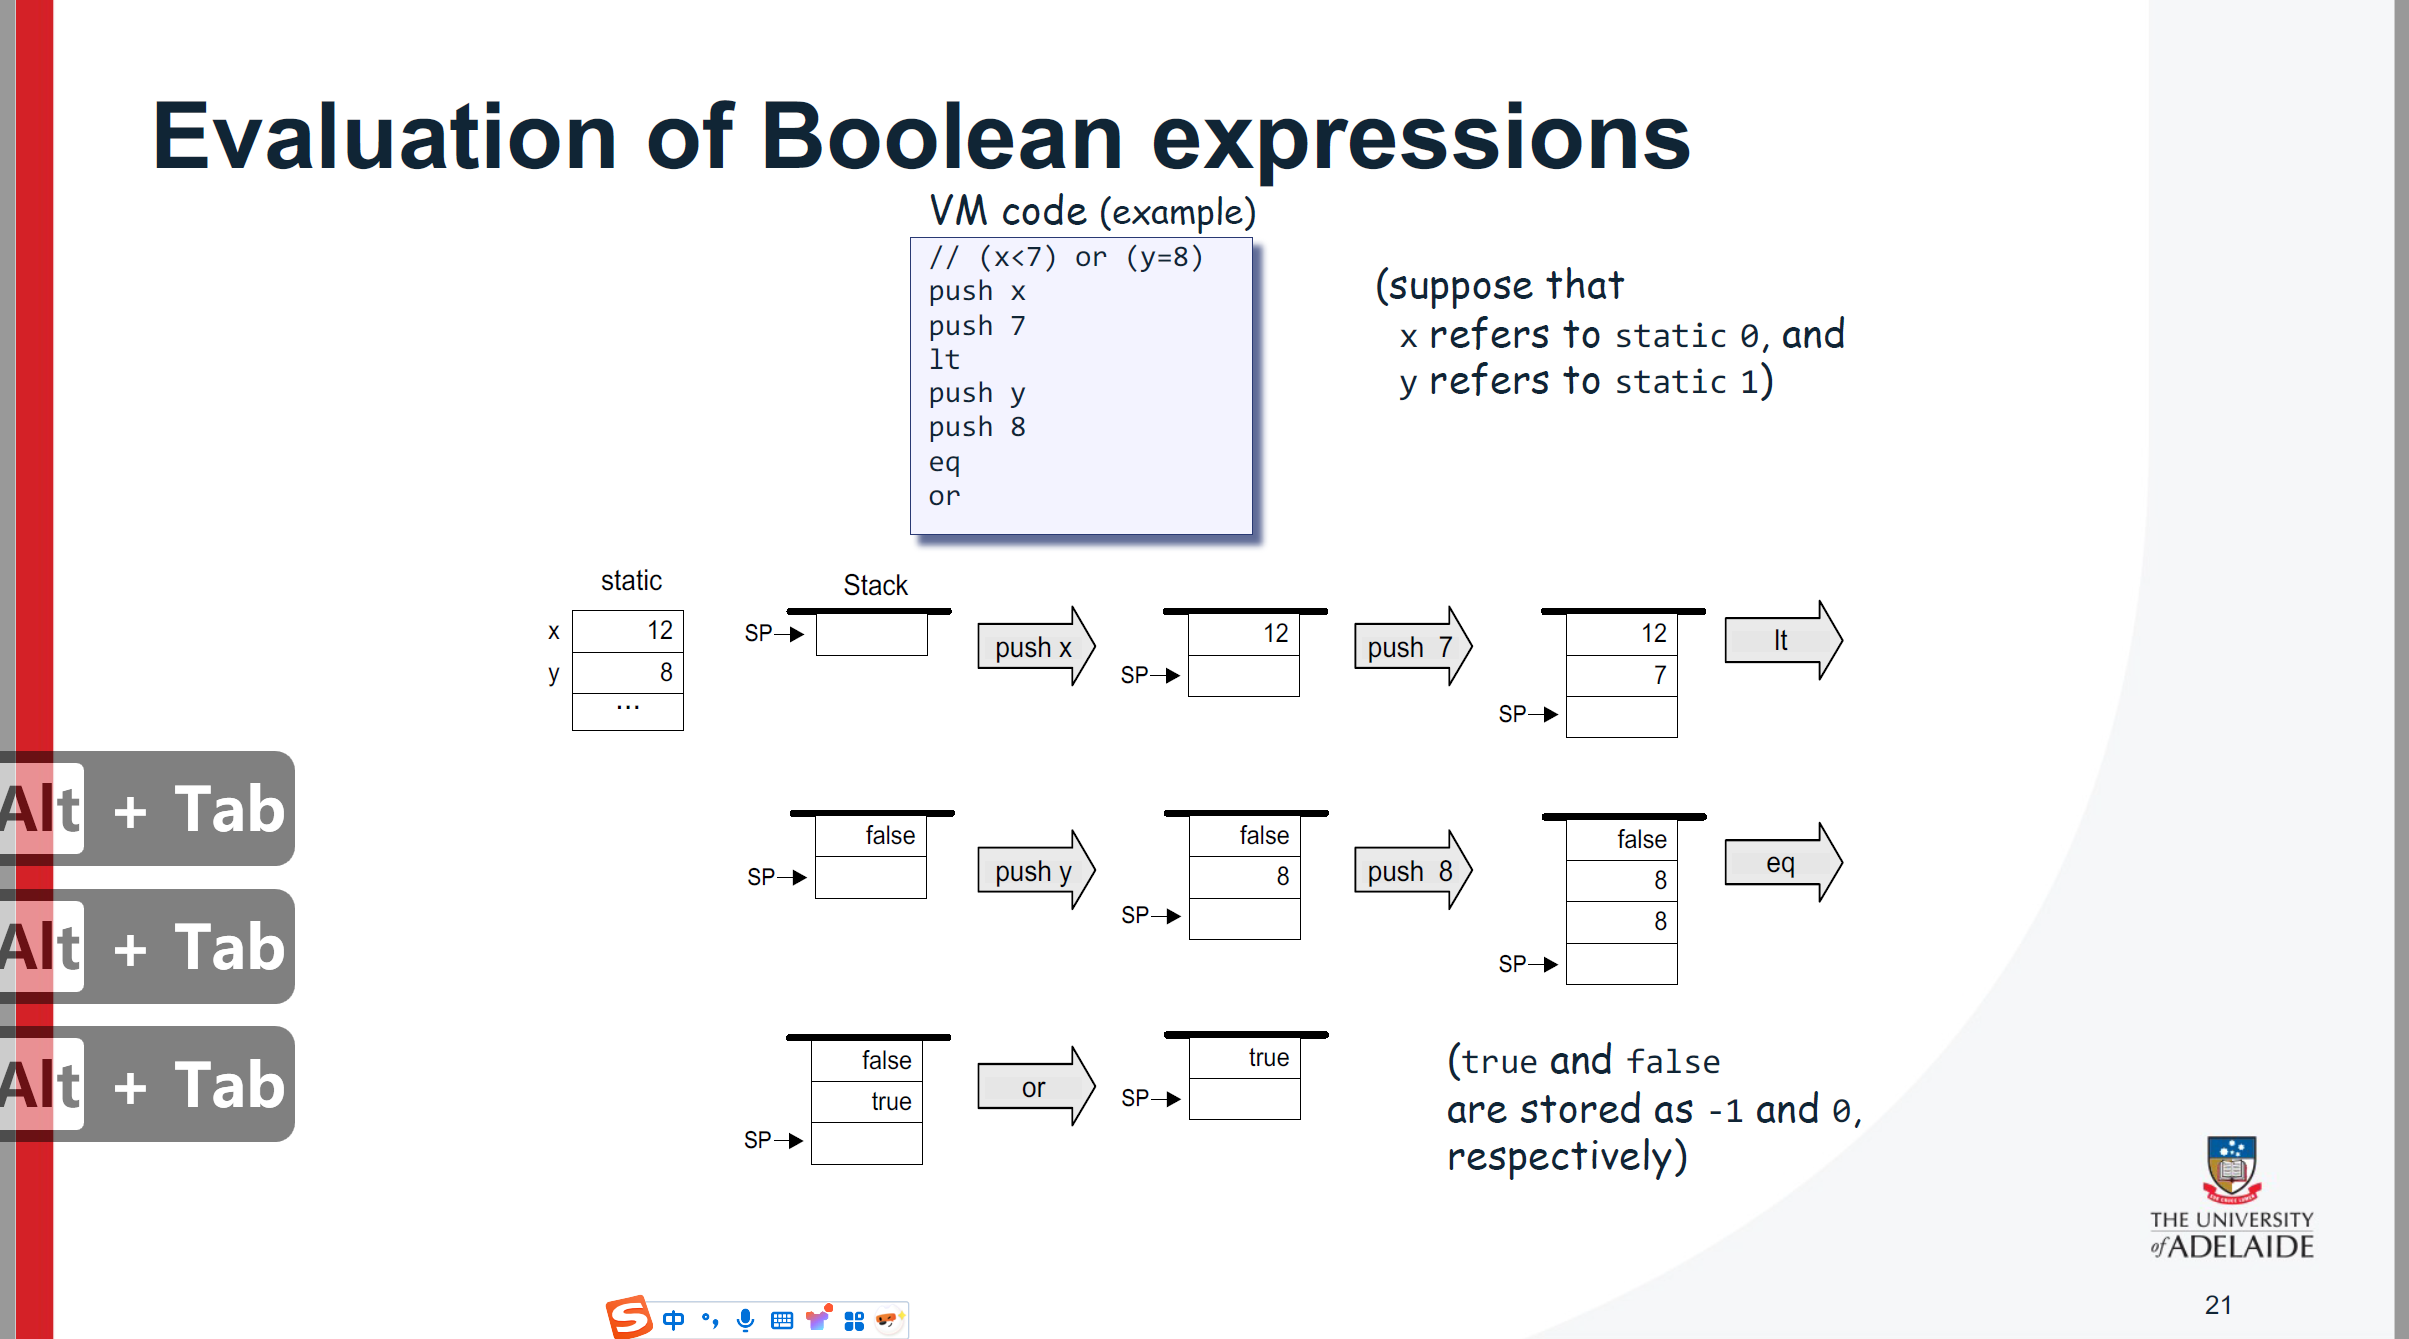 Evaluation of Boolean expressions
VM code (example)
// (x<7) or (y=8)
push x
push 7
lt
push y
push 8
eq
or
(suppose that
x refers to static 0, and
y refers to static 1)
static
x 12
y 8
...
Stack
SP
push x
12
SP
push 7
12
7
SP
lt
false
SP
push y
false
8
SP
push 8
false
8
8
SP
eq
false
true
SP
or
true
SP
(true and false
are stored as -1 and 0,
respectively)
Alt + Tab
Alt + Tab
Alt + Tab
THE UNIVERSITY
of ADELAIDE
21
S 中